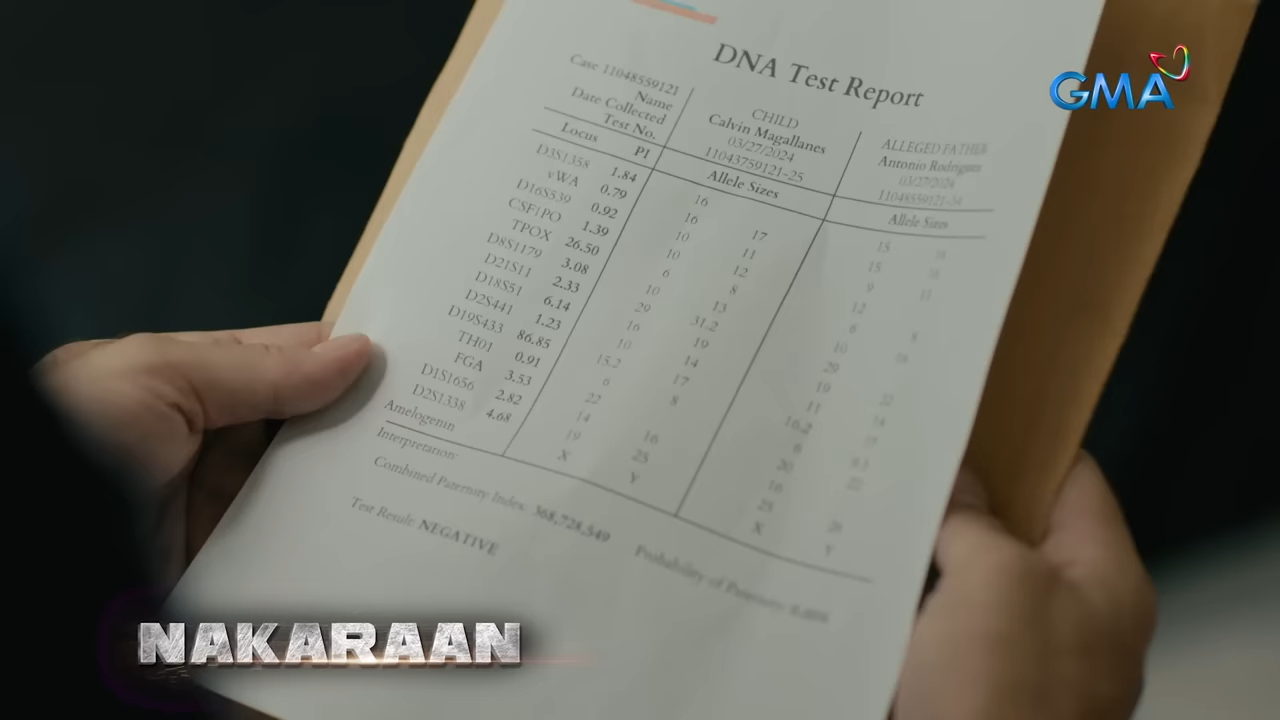 GMA
DNA Test Report
Case 11048559121
Name
Date Collected
Test No.
CHILD
Calvin Magallanes
03/27/2024
11043759121-25
ALLEGED FATHER
Antonio
03/27/2024
Locus PI Allele Sizes Allele Sizes
D3S1358 1.84 16 15
vWA 0.79 16 17 15
D16S539 0.92 10 11 9 11
CSF1PO 1.39 10 12 12
TPOX 26.50 6 8 6 8
D8S1179 3.08 10 13 10
D21S11 2.33 29 31.2 29
D18S51 6.14 16 19 19
D2S441 1.23 10 14 11
D19S433 86.85 15.2 17 16.2
TH01 0.91 6 8 6
FGA 3.53 22 20 22
D1S1656 2.82 14 16 16
D2S1338 4.68 19 25 25
Amelogenin X Y X Y
Interpretation:
Combined Paternity Index: 368,728,549 Probability of Paternity:
Test Result: NEGATIVE
NAKARAAN